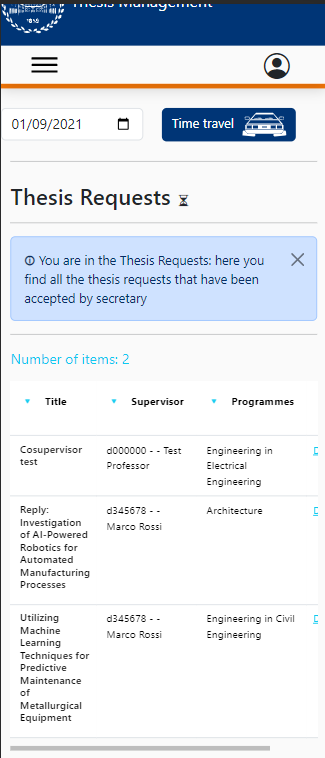 Thesis Management
1859
01/09/2021
Time travel
Thesis Requests
You are in the Thesis Requests: here you
find all the thesis requests that have been
accepted by secretary
Number of items: 2
Title Supervisor Programmes
Cosupervisor
test
d000000 - - Test
Professor
Engineering in
Electrical
Engineering
D
Reply:
Investigation
of AI-Powered
Robotics for
Automated
Manufacturing
Processes
d345678 - -
Marco Rossi
Architecture
D
Utilizing
Machine
Learning
Techniques for
Predictive
Maintenance
of
Metallurgical
Equipment
d345678 - -
Marco Rossi
Engineering in Civil
Engineering
D